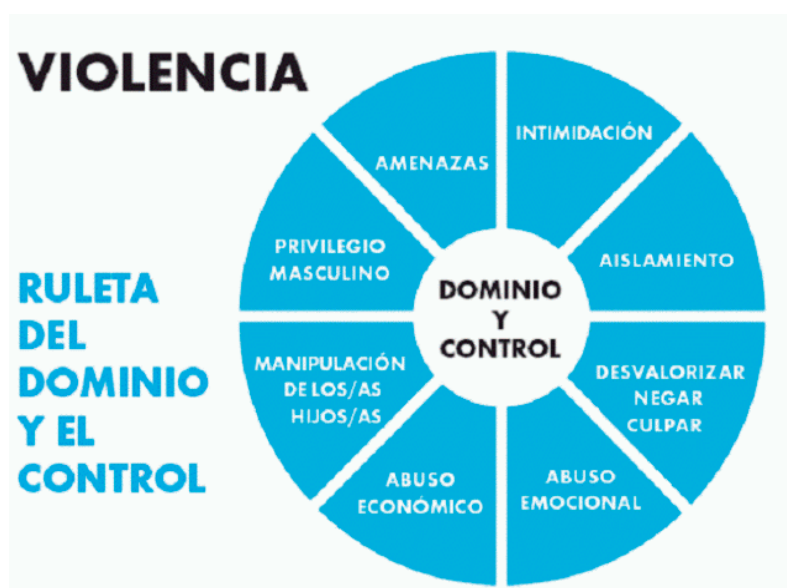 VIOLENCIA
RULETA
DEL
DOMINIO
Y EL
CONTROL
DOMINIO
Y
CONTROL
INTIMIDACIÓN
AISLAMIENTO
DESVALORIZAR
NEGAR
CULPAR
ABUSO
EMOCIONAL
ABUSO
ECONÓMICO
MANIPULACIÓN
DE LOS/AS
HIJOS/AS
PRIVILEGIO
MASCULINO
AMENAZAS